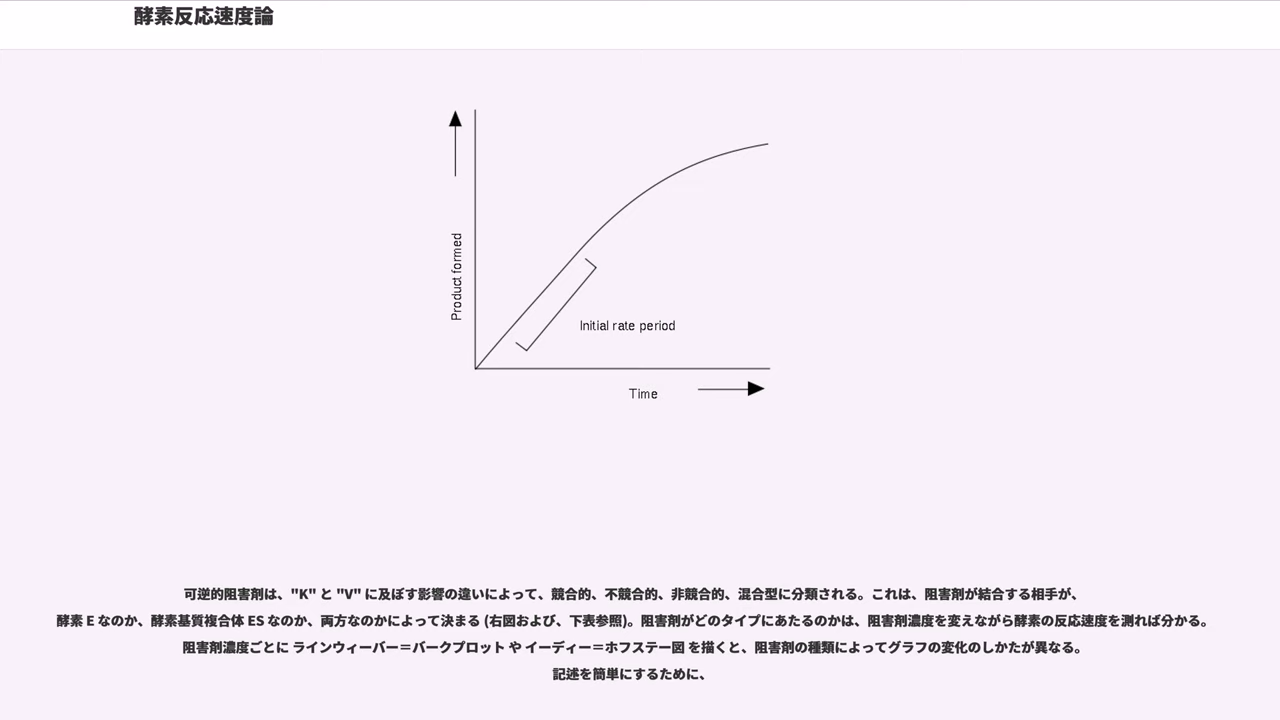 酵素反応速度論
Product formed
Initial rate period
Time
可逆的阻害剤は、"K" と "V" に及ぼす影響の違いによって、競合的、不競合的、非競合的、混合型に分類される。これは、阻害剤が結合する相手が、
酵素 E なのか、酵素基質複合体 ES なのか、両方なのかによって決まる (右図および、下表参照)。阻害剤がどのタイプにあたるのかは、阻害剤濃度を変えながら酵素の反応速度を測れば分かる。
阻害剤濃度ごとに ラインウィーバー＝バークプロット や イーディー＝ホフステー図 を描くと、阻害剤の種類によってグラフの変化のしかたが異なる。
記述を簡単にするために、